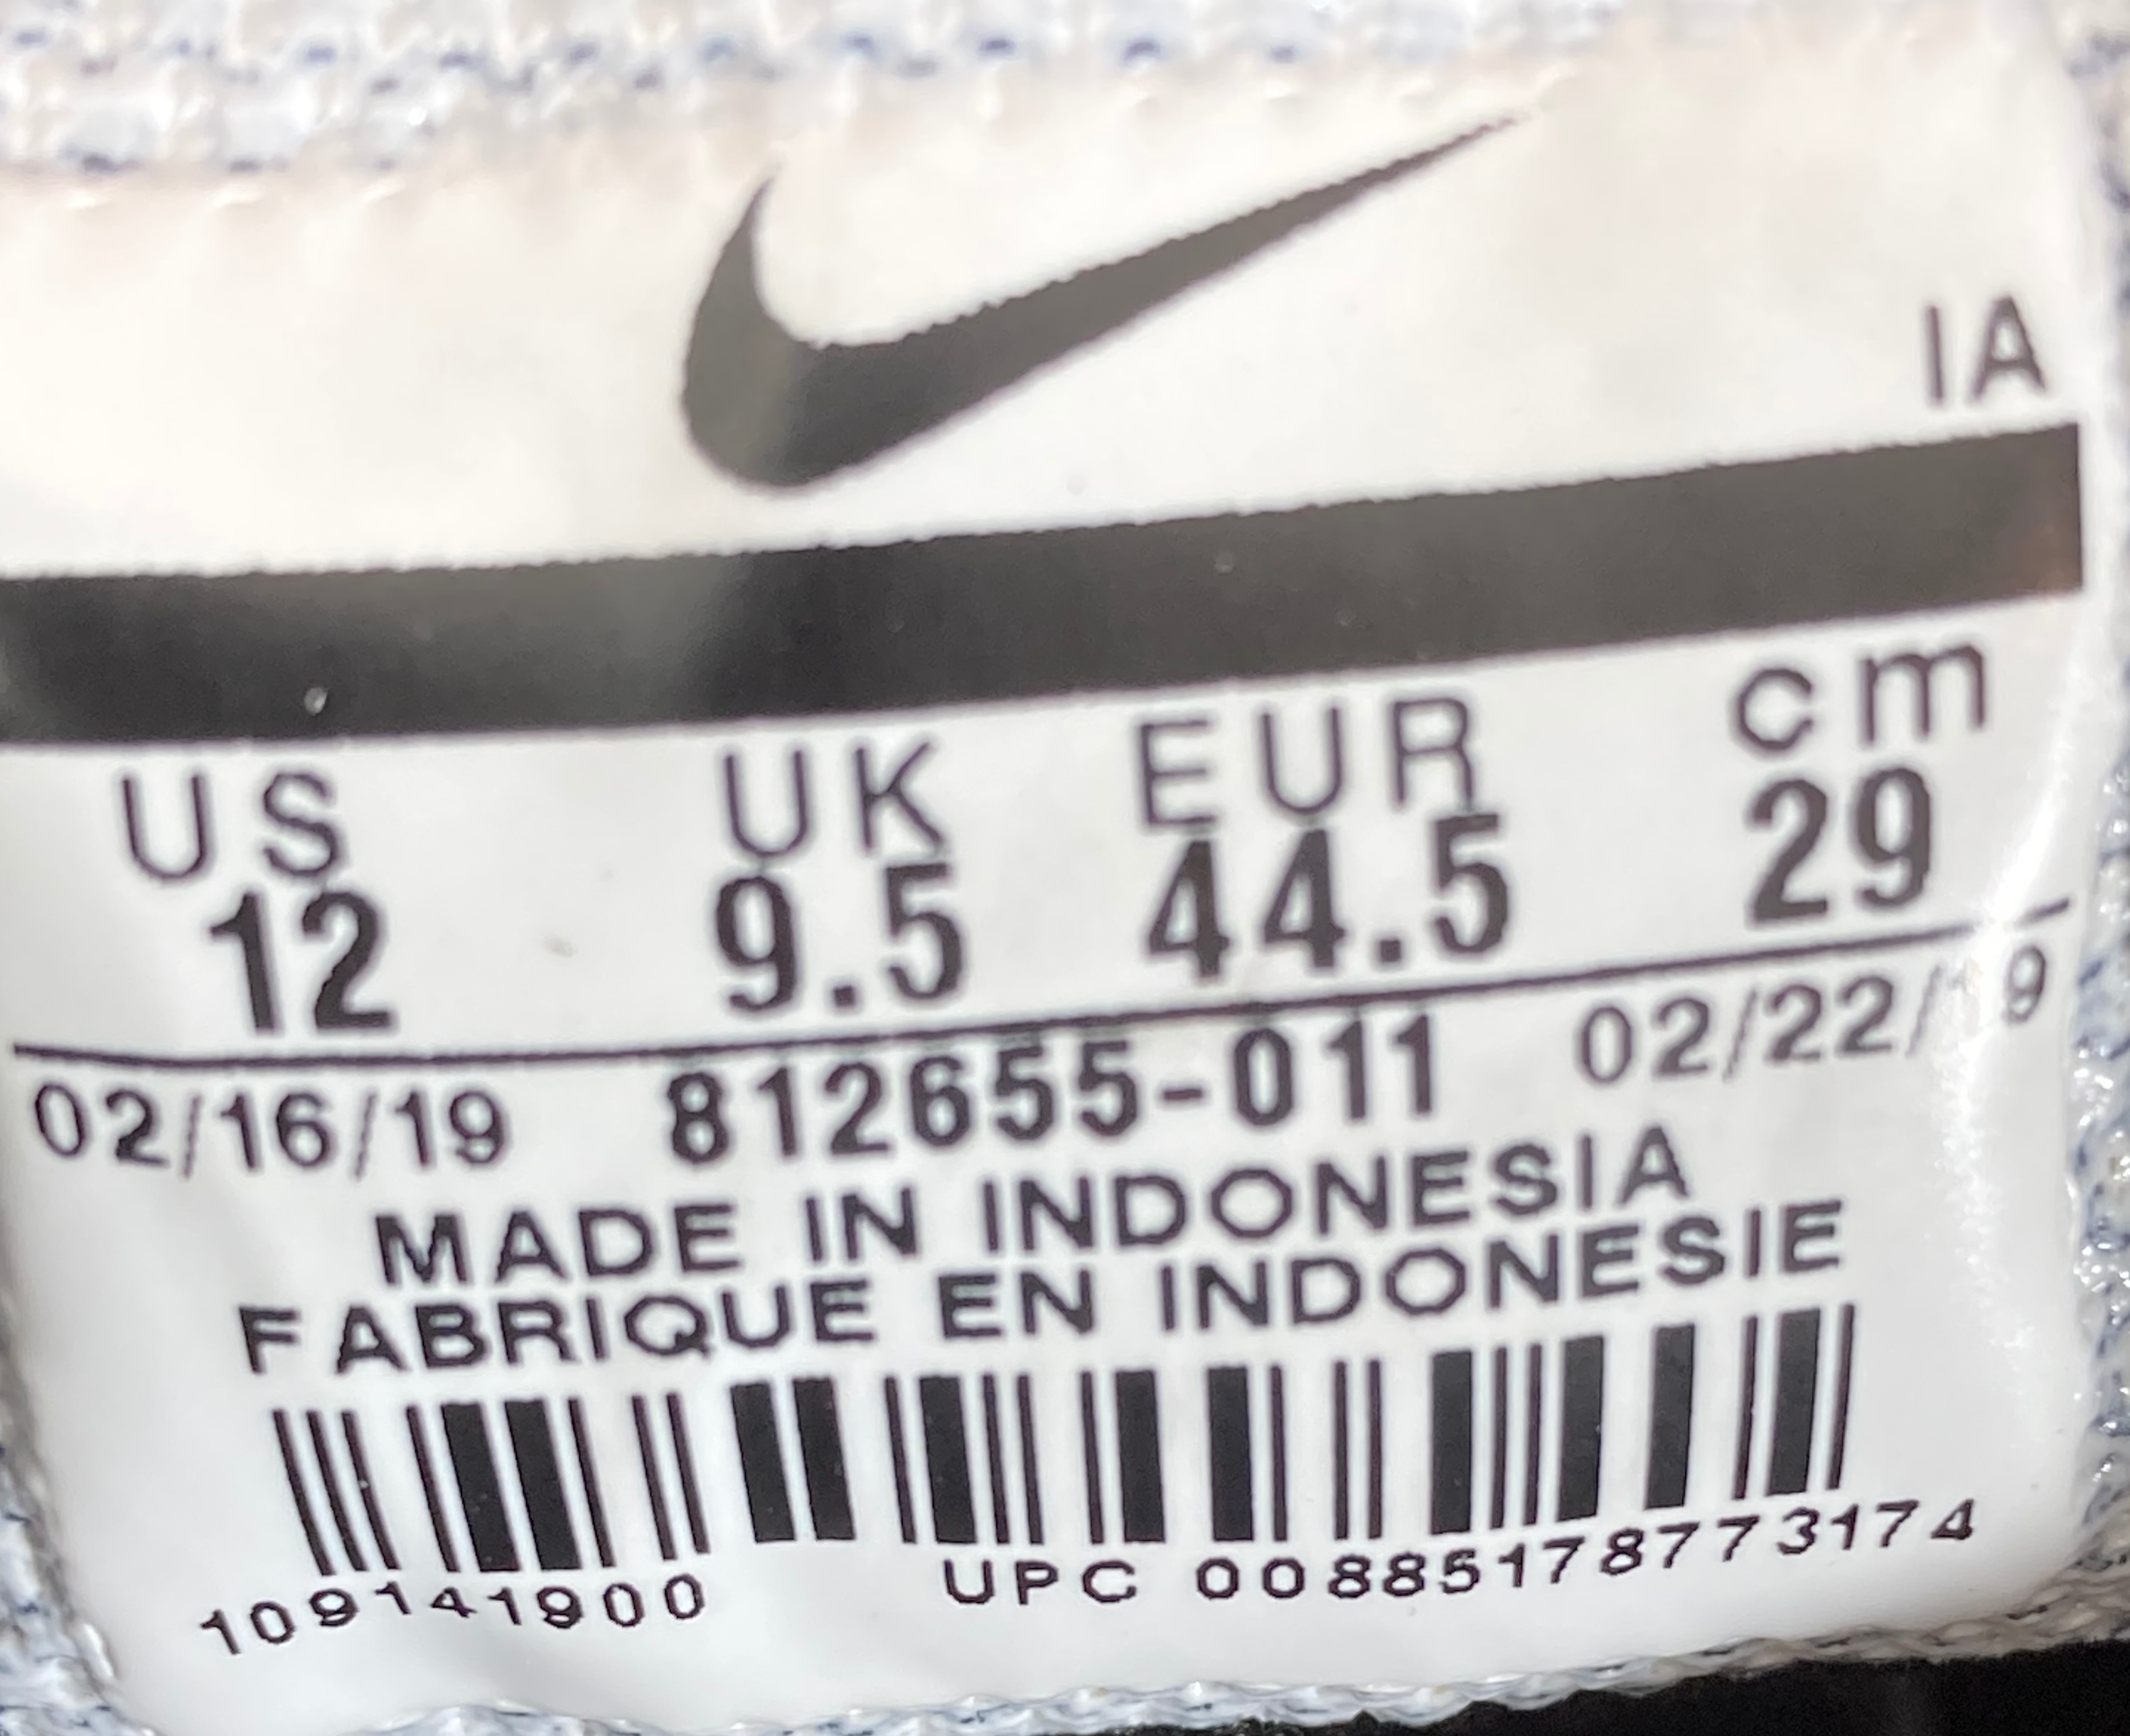 IA
US UK EUR cm
12 9.5 44.5 29
02/16/19 812655-011 02/22/19
MADE IN INDONESIA
FABRIQUE EN INDONESIE
109141900 UPC 00885178773174